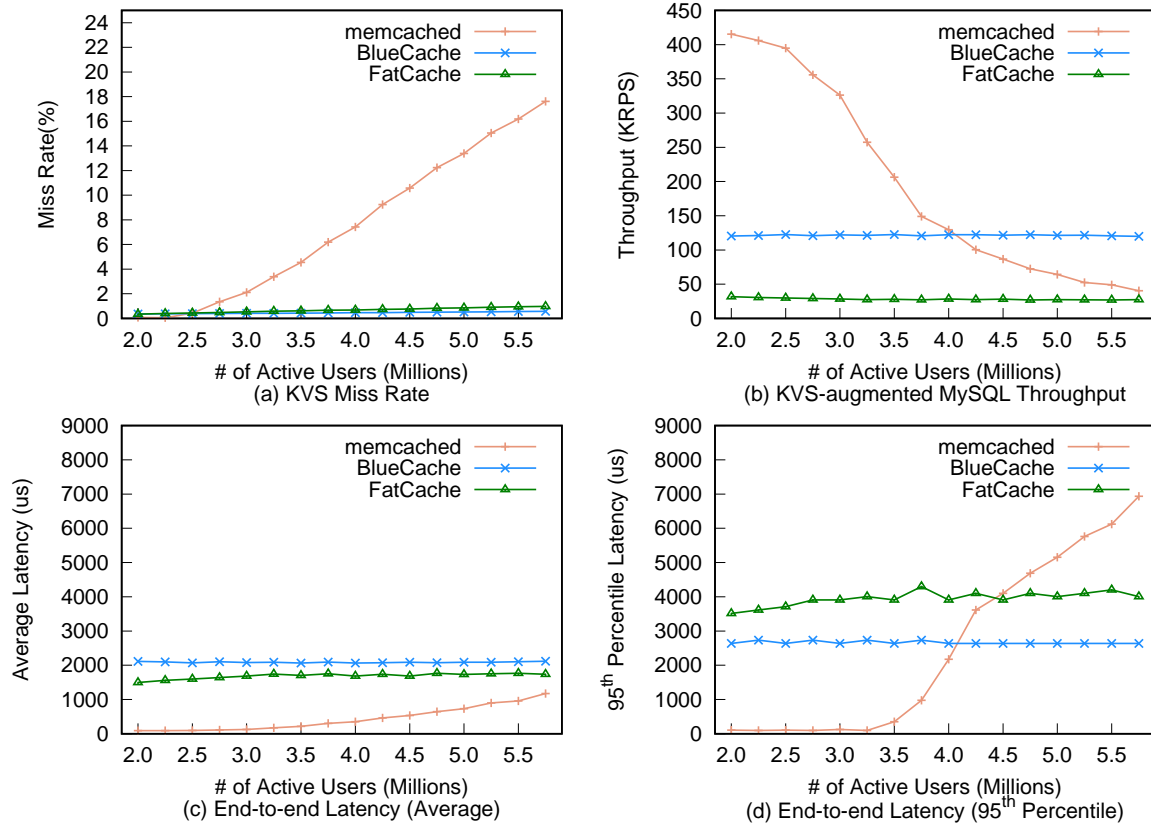 24
22
20
18
16
14
12
10
8
6
4
2
0
Miss Rate(%)
memcached
BlueCache
FatCache
2.0 2.5 3.0 3.5 4.0 4.5 5.0 5.5
# of Active Users (Millions)
(a) KVS Miss Rate
450
400
350
300
250
200
150
100
50
0
Throughput (KRPS)
memcached
BlueCache
FatCache
2.0 2.5 3.0 3.5 4.0 4.5 5.0 5.5
# of Active Users (Millions)
(b) KVS-augmented MySQL Throughput
9000
8000
7000
6000
5000
4000
3000
2000
1000
0
Average Latency (us)
memcached
BlueCache
FatCache
2.0 2.5 3.0 3.5 4.0 4.5 5.0 5.5
# of Active Users (Millions)
(c) End-to-end Latency (Average)
9000
8000
7000
6000
5000
4000
3000
2000
1000
0
95th Percentile Latency (us)
memcached
BlueCache
FatCache
2.0 2.5 3.0 3.5 4.0 4.5 5.0 5.5
# of Active Users (Millions)
(d) End-to-end Latency (95th Percentile)